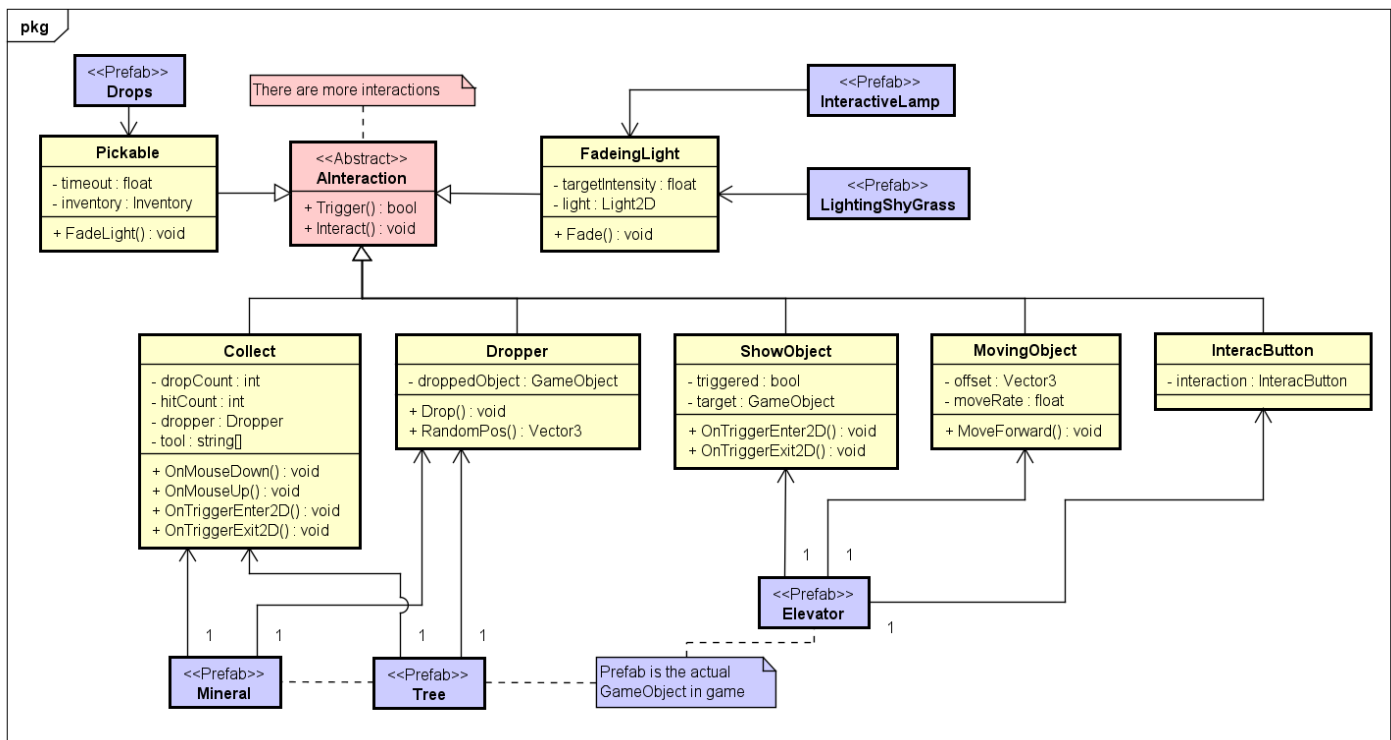 pkg
<<Prefab>>
Drops
There are more interactions
<<Prefab>>
InteractiveLamp
Pickable
- timeout : float
- inventory : Inventory
+ FadeLight() : void
<<Abstract>>
AInteraction
+ Trigger() : bool
+ Interact() : void
FadeingLight
- targetIntensity : float
- light : Light2D
+ Fade() : void
<<Prefab>>
LightingShyGrass
Collect
- dropCount : int
- hitCount : int
- dropper : Dropper
- tool : string[]
+ OnMouseDown() : void
+ OnMouseUp() : void
+ OnTriggerEnter2D() : void
+ OnTriggerExit2D() : void
Dropper
- droppedObject : GameObject
+ Drop() : void
+ RandomPos() : Vector3
ShowObject
- triggered : bool
- target : GameObject
+ OnTriggerEnter2D() : void
+ OnTriggerExit2D() : void
MovingObject
- offset : Vector3
- moveRate : float
+ MoveForward() : void
InteracButton
- interaction : InteracButton
1
1
<<Prefab>>
Elevator
1
1
1
1
1
<<Prefab>>
Mineral
<<Prefab>>
Tree
Prefab is the actual
GameObject in game